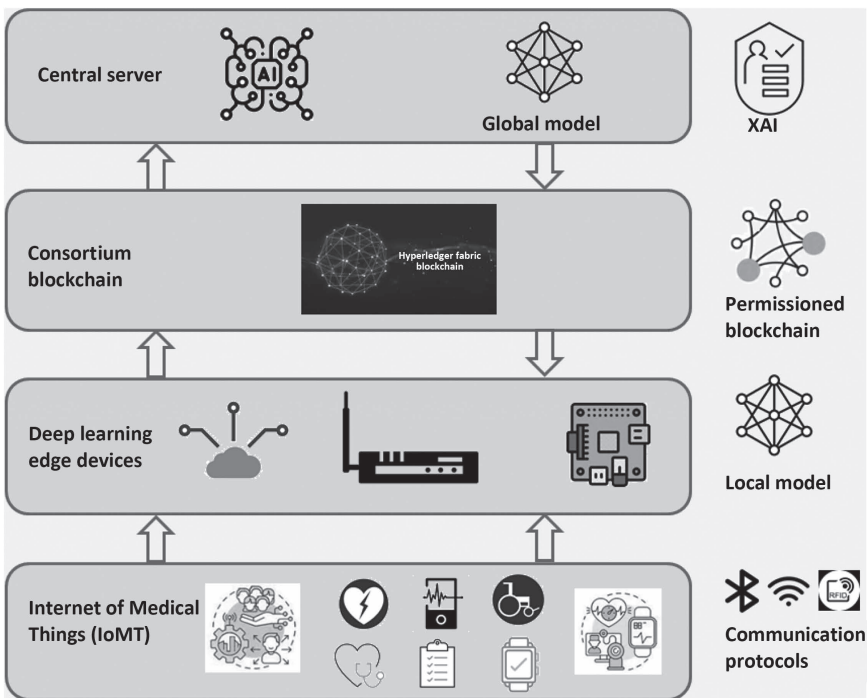 Central server
AI
Global model
XAI
Consortium
blockchain
Hyperledger fabric
blockchain
Permissioned
blockchain
Deep learning
edge devices
Local model
Internet of Medical
Things (IoMT)
RFID
Communication
protocols